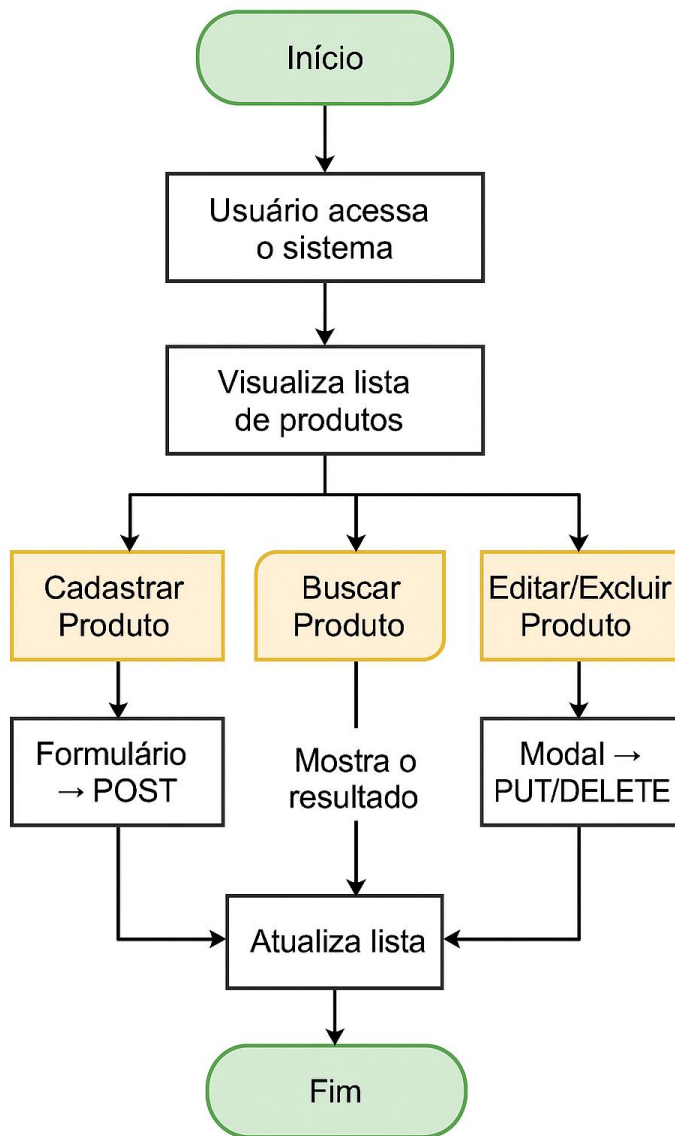 Início
Usuário acessa
o sistema
Visualiza lista
de produtos
Cadastrar
Produto
Buscar
Produto
Editar/Excluir
Produto
Formulário
→ POST
Mostra o
resultado
Modal →
PUT/DELETE
Atualiza lista
Fim